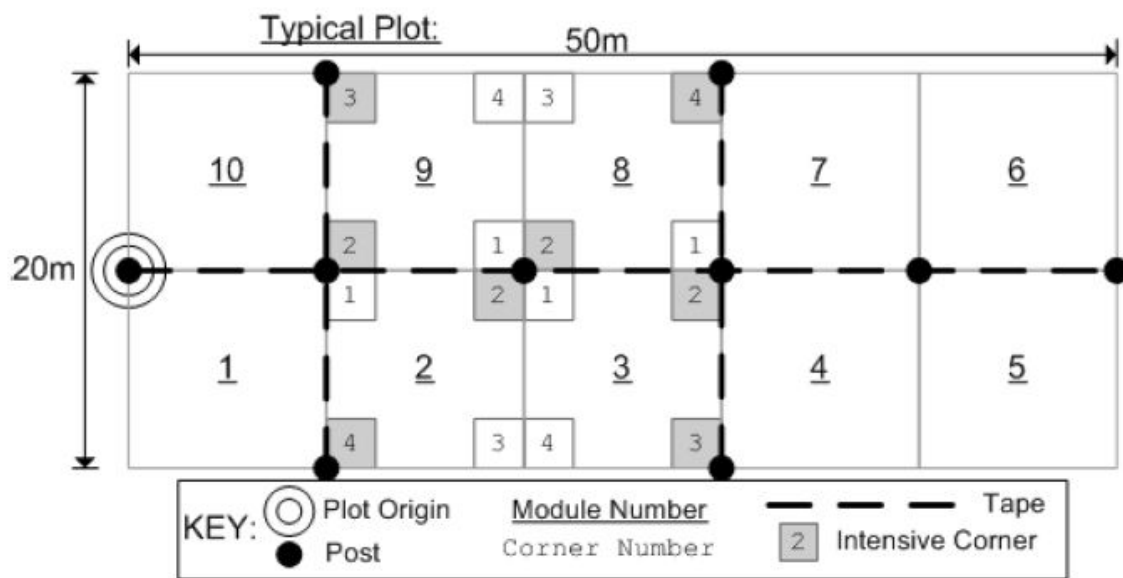 Typical Plot:
50m
3 4 3 4
10 9 8 7 6
20m
2 1 2 1
1 2 1 2
1 2 3 4 5
4 3 4 3
KEY: Plot Origin Module Number Tape
Post Corner Number 2 Intensive Corner